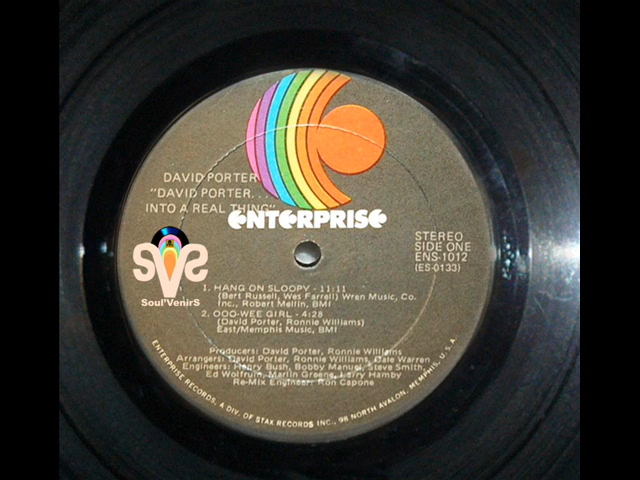 DAVID PORTER
"DAVID PORTER. . .
INTO A REAL THING"
ENTERPRISE
STEREO
SIDE ONE
ENS-1012
(ES-0133)
SVS
Soul'VenirS
1. HANG ON SLOOPY - 11:11
(Bert Russell, Wes Farrell) Wren Music, Co.
Inc., Robert Mellin, BMI
2. OOO-WEE GIRL - 4:28
(David Porter, Ronnie Williams)
East/Memphis Music, BMI
Producers: David Porter, Ronnie Williams
Arrangers: David Porter, Ronnie Williams, Dale Warren
Engineers: Henry Bush, Bobby Manuel, Steve Smith,
Ed Wolfrum, Marlin Greene, Larry Hamby
Re-Mix Engineer: Ron Capone
ENTERPRISE RECORDS, A DIV. OF STAX RECORDS INC., 98 NORTH AVALON, MEMPHIS, U.S.A.